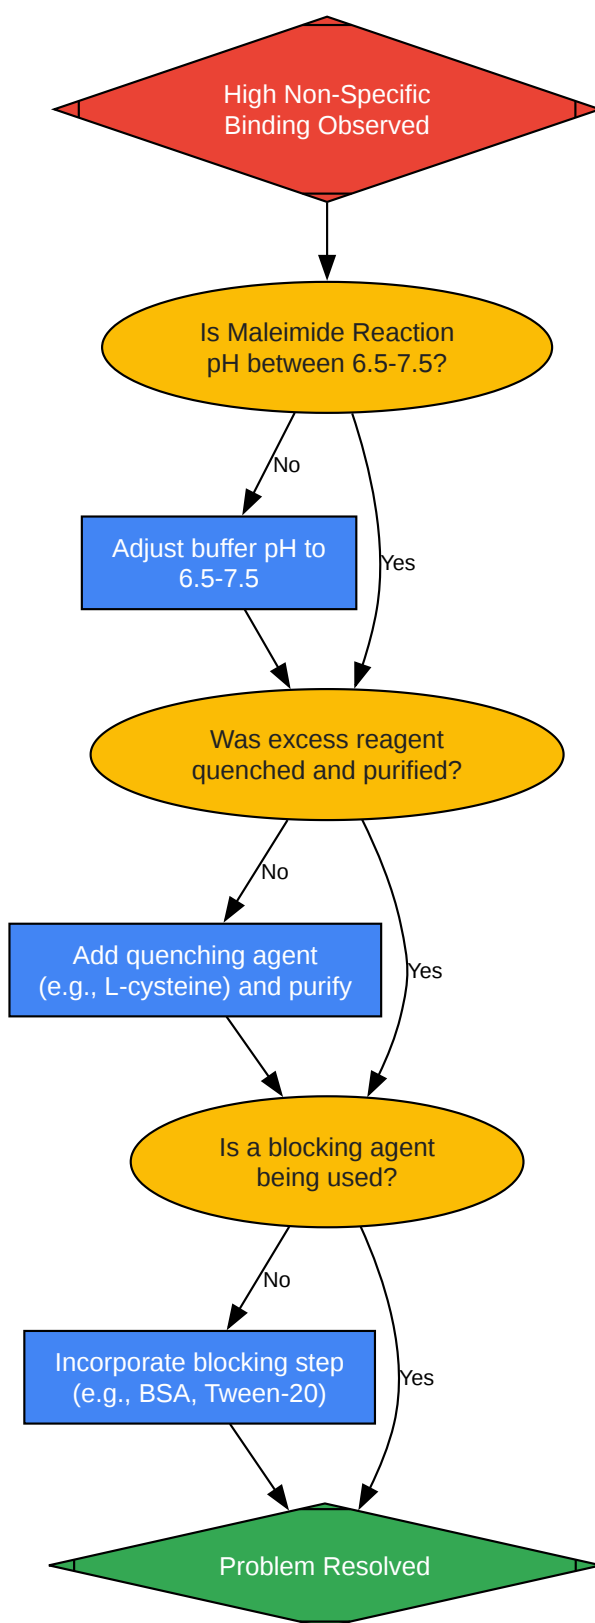 High Non-Specific
Binding Observed
Is Maleimide Reaction
pH between 6.5-7.5?
No
Adjust buffer pH to
6.5-7.5
Yes
Was excess reagent
quenched and purified?
No
Add quenching agent
(e.g., L-cysteine) and purify
Yes
Is a blocking agent
being used?
No
Incorporate blocking step
(e.g., BSA, Tween-20)
Yes
Problem Resolved